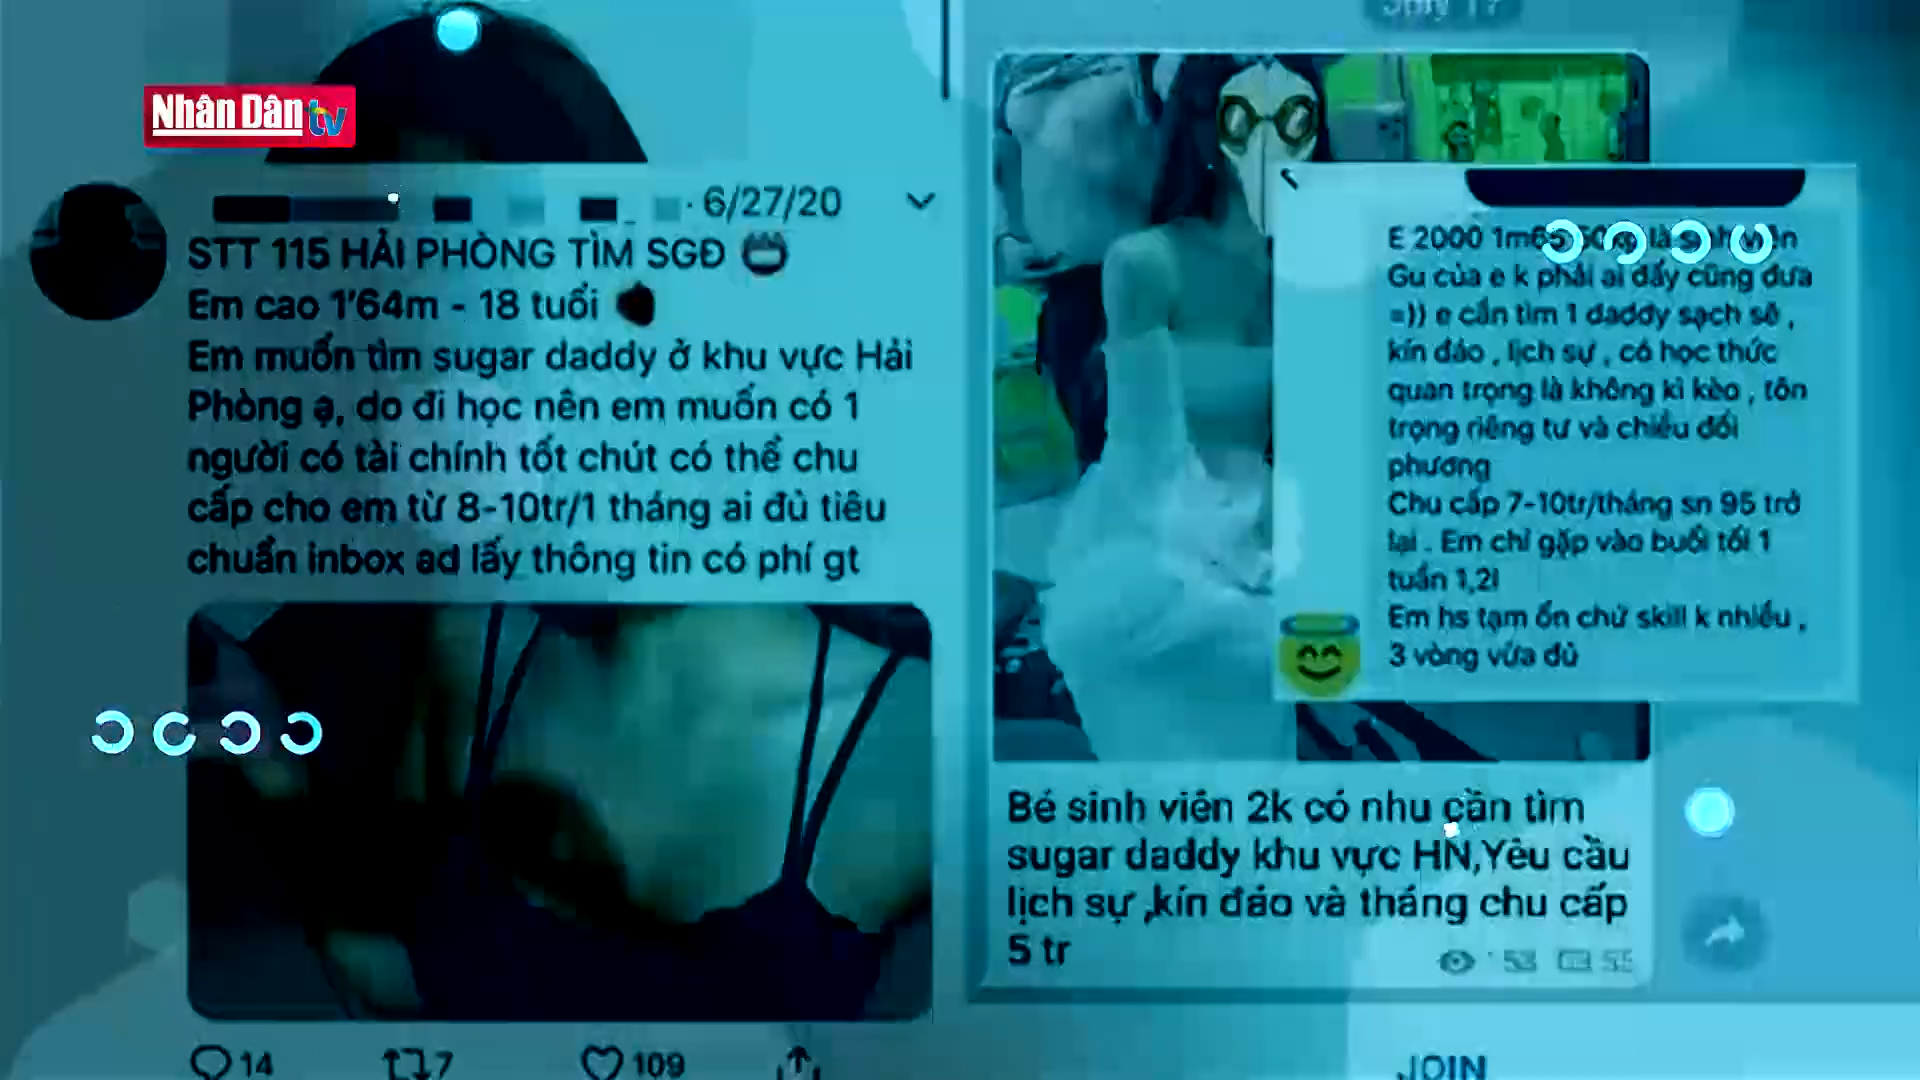 Nhân Dân tv
6/27/20
STT 115 HẢI PHÒNG TÌM SGĐ
Em cao 1'64m - 18 tuổi
Em muốn tìm sugar daddy ở khu vực Hải
Phòng ạ, do đi học nên em muốn có 1
người có tài chính tốt chút có thể chu
cấp cho em từ 8-10tr/1 tháng ai đủ tiêu
chuẩn inbox ad lấy thông tin có phí gt
14 7 109
July 17
E 2000 1m65 là sinh viên
Gu của e k phải ai đấy cũng đưa
=)) e cần tìm 1 daddy sạch sẽ ,
kín đáo , lịch sự , có học thức
quan trọng là không kì kèo , tôn
trọng riêng tư và chiều đối
phương
Chu cấp 7-10tr/tháng sn 95 trở
lại . Em chỉ gặp vào buổi tối 1
tuần 1,2l
Em hs tạm ổn chứ skill k nhiều ,
3 vòng vừa đủ
Bé sinh viên 2k có nhu cần tìm
sugar daddy khu vực HN,Yêu cầu
lịch sự ,kín đáo và tháng chu cấp
5 tr
JOIN